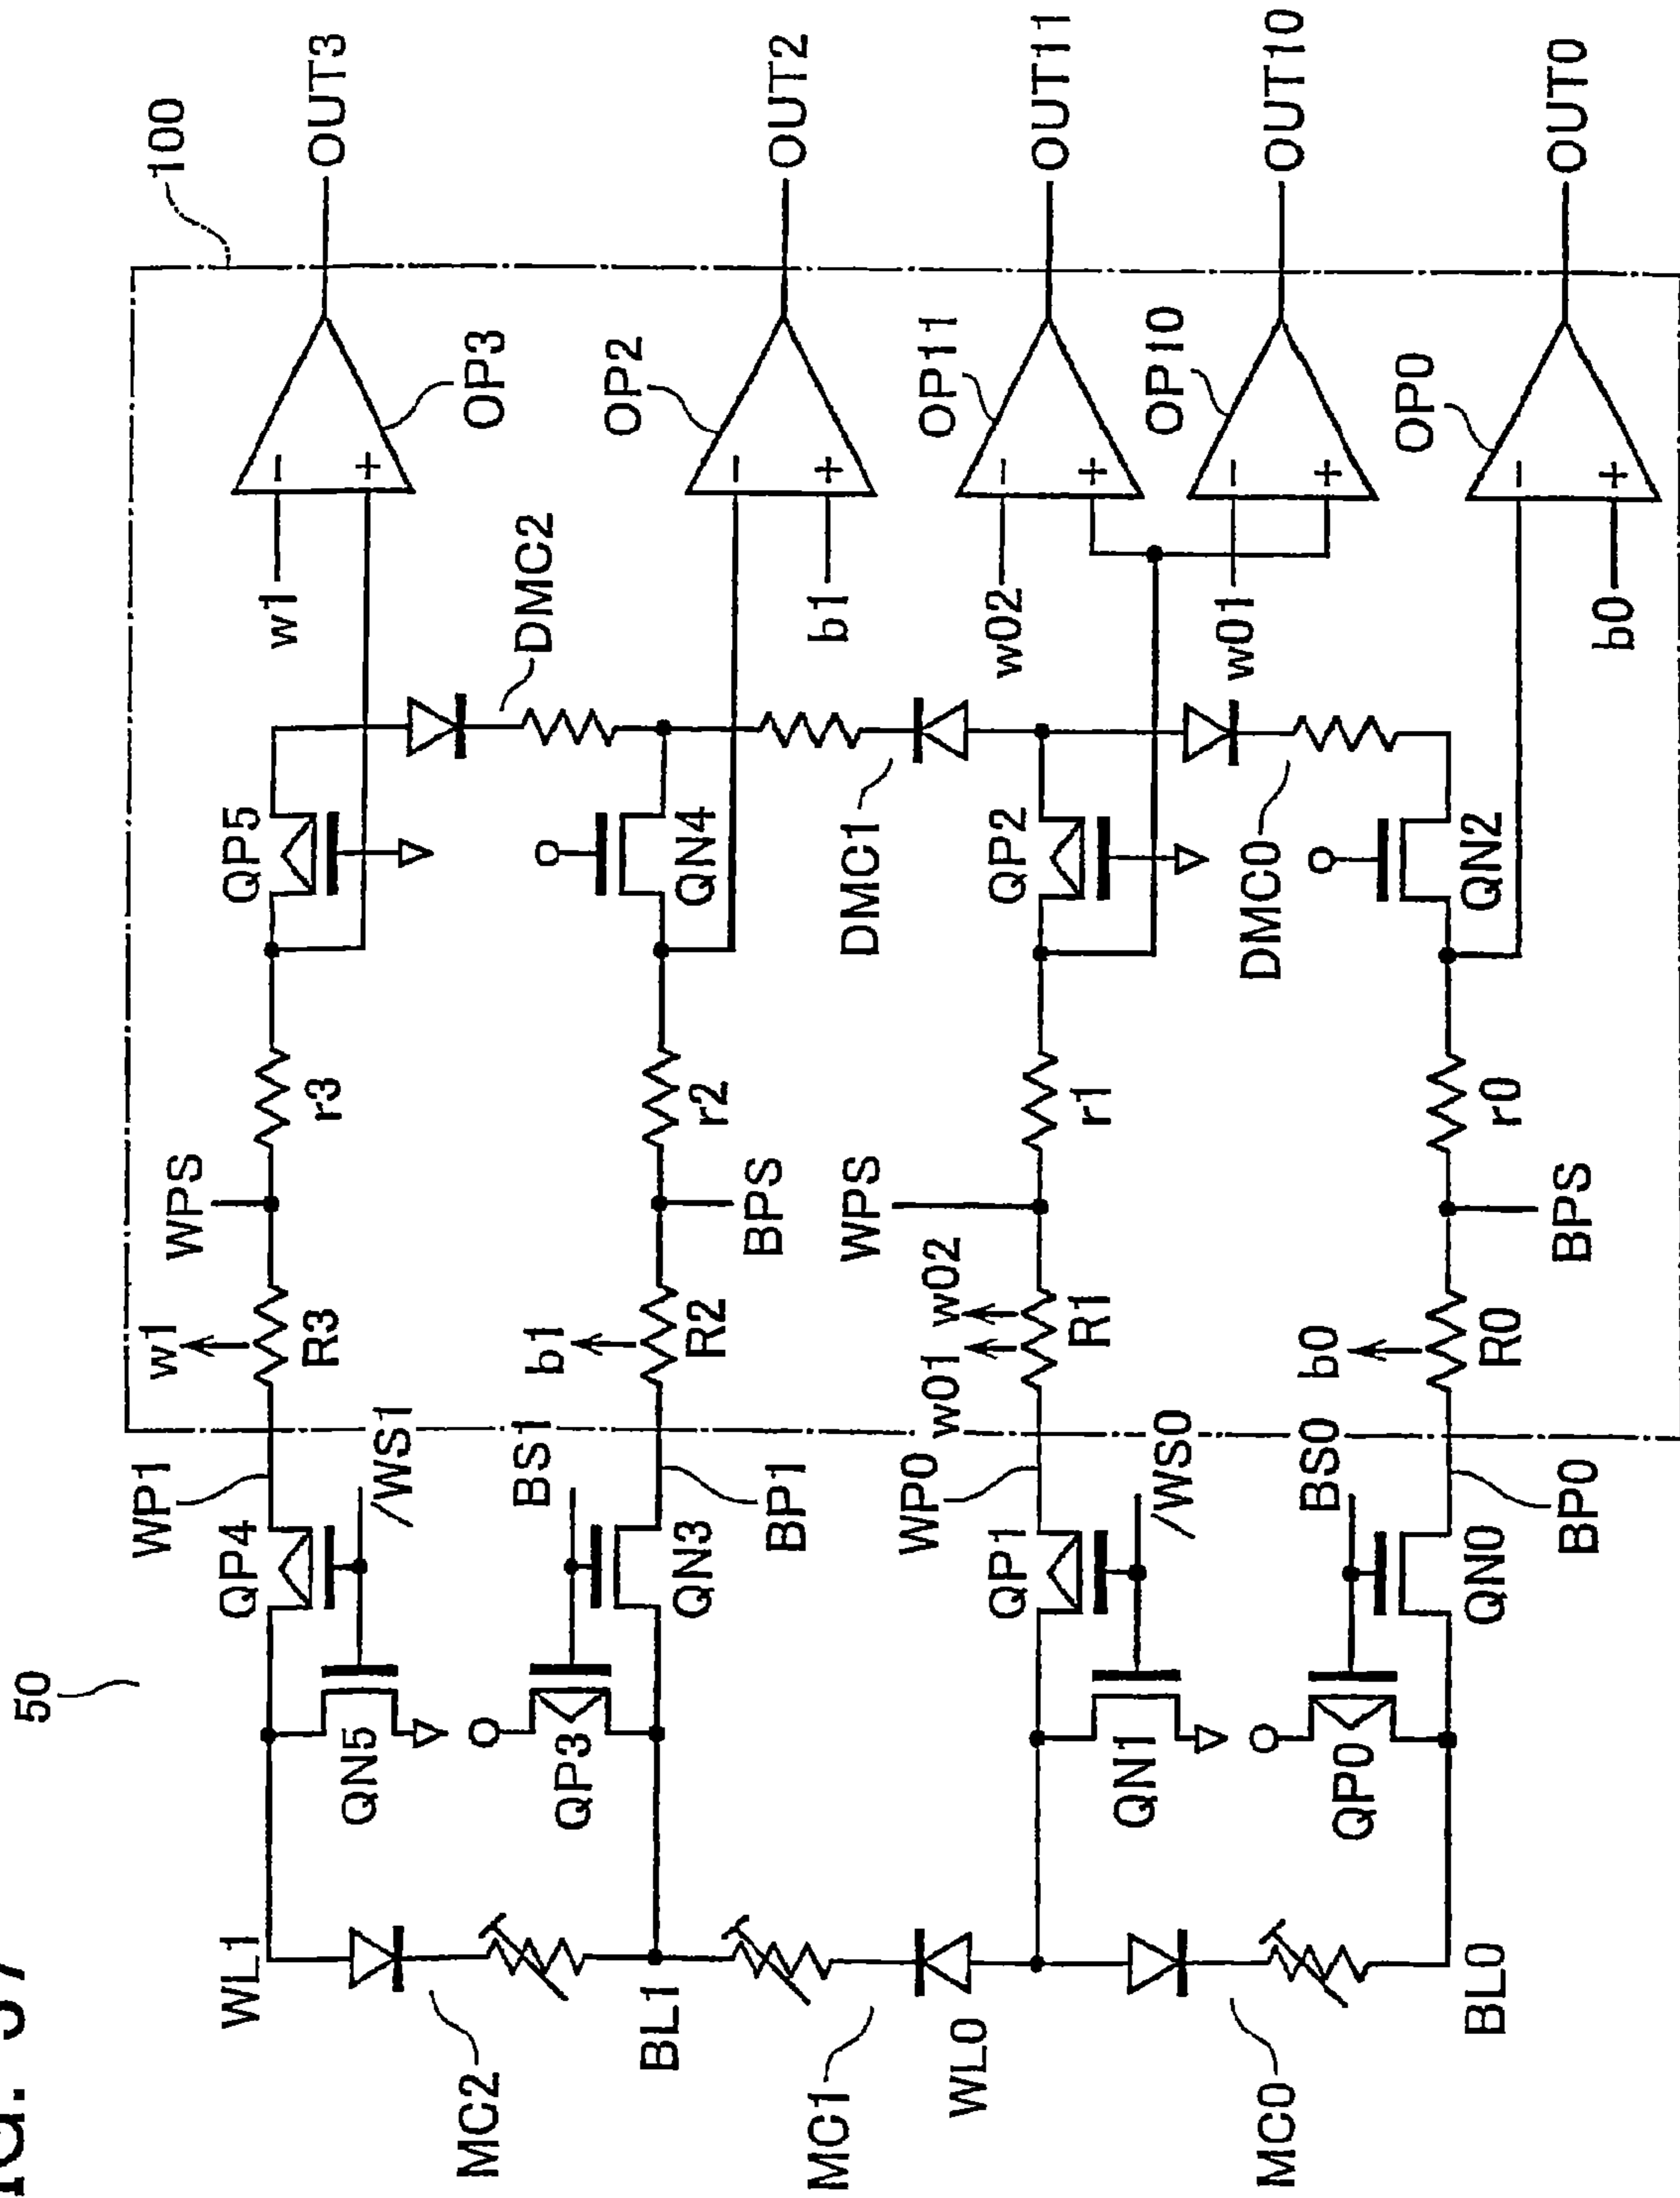 FIG. 37
50
100
WL1
WP1
QP4
/WS1
QN5
w1
R3
WPS
r3
QP5
w1
OP3
OUT3
DMC2
MC2
BS1
QP3
QN3
BP1
b1
R2
BPS
r2
QN4
OP2
OUT2
b1
BL1
MC1
DMC1
WL0
WP0
QP1
/WS0
QN1
w01
w02
R1
WPS
r1
QP2
w02
OP11
OUT11
w01
OP10
OUT10
DMC0
MC0
BS0
QP0
QN0
BP0
b0
R0
BPS
r0
QN2
OP0
OUT0
b0
BL0